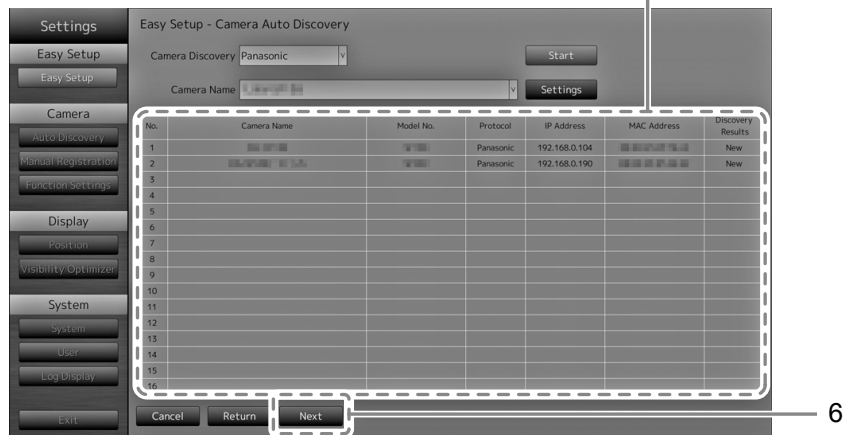 Settings
Easy Setup
Easy Setup
Camera
Auto Discovery
Manual Registration
Function Settings
Display
Position
Visibility Optimizer
System
System
User
Log Display
Exit
Easy Setup - Camera Auto Discovery
Camera Discovery Panasonic Start
Camera Name Settings
No. Camera Name Model No. Protocol IP Address MAC Address Discovery Results
1 Panasonic 192.168.0.104 New
2 Panasonic 192.168.0.190 New
3
4
5
6
7
8
9
10
11
12
13
14
15
16
Cancel Return Next
6